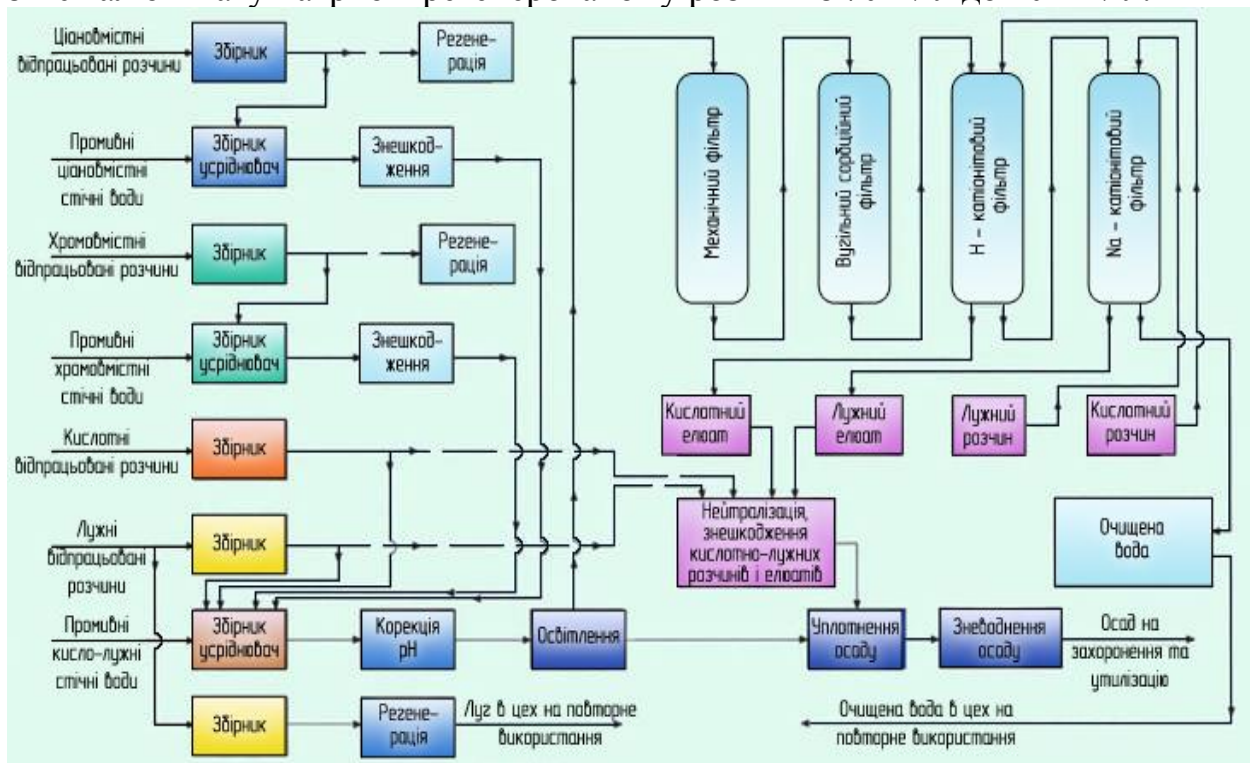 Ціановмістні
відпрацьовані розчини
Збірник
Регене-
рація
Промивні
ціановмістні
стічні води
Збірник
усріднювач
Знешкод-
ження
Хромовмістні
відпрацьовані розчини
Збірник
Регене-
рація
Промивні
хромовмістні
стічні води
Збірник
усріднювач
Знешкод-
ження
Кислотні
відпрацьовані розчини
Збірник
Лужні
відпрацьовані
розчини
Збірник
Промивні
кисло-лужні
стічні води
Збірник
усріднювач
Корекція
pH
Освітлення
Збірник
Регене-
рація
Луг в цех на повторне
використання
Механічний фільтр
Вугільний сорбційний
фільтр
H - катіонітовий
фільтр
Na - катіонітовий
фільтр
Кислотний
елюат
Лужний
елюат
Лужний
розчин
Кислотний
розчин
Нейтралізація,
знешкодження
кислотно-лужних
розчинів і елюатів
Очищена
вода
Уплотнення
осаду
Зневаднення
осаду
Осад на
захоронення та
утилізацію
Очищена вода в цех на
повторне використання